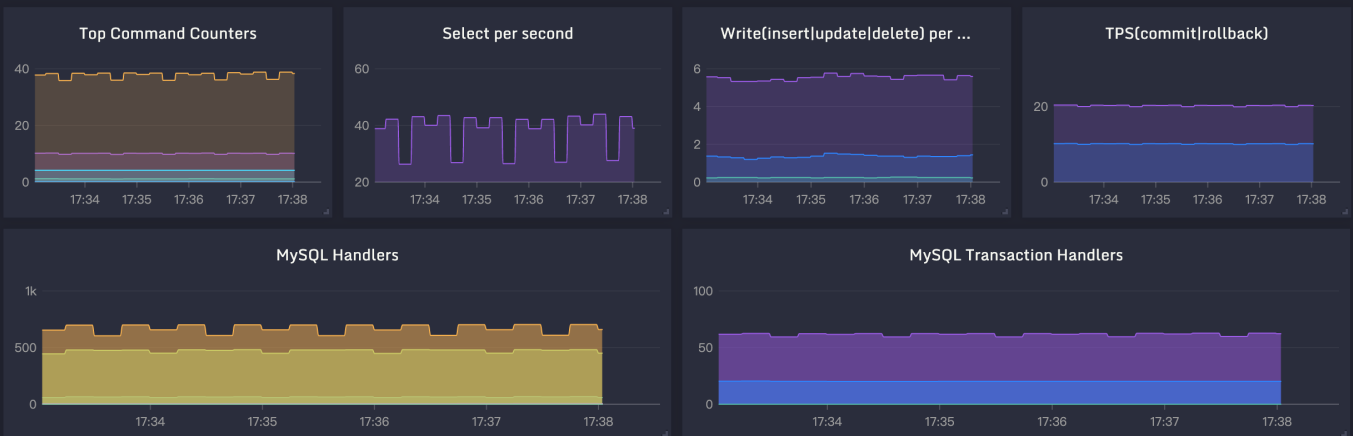 Top Command Counters
40
20
0
17:34 17:35 17:36 17:37 17:38
Select per second
60
40
20
17:34 17:35 17:36 17:37 17:38
Write(insert|update|delete) per ...
6
4
2
0
17:34 17:35 17:36 17:37 17:38
TPS(commit|rollback)
20
0
17:34 17:35 17:36 17:37 17:38
MySQL Handlers
1k
500
0
17:34 17:35 17:36 17:37 17:38
MySQL Transaction Handlers
100
50
0
17:34 17:35 17:36 17:37 17:38